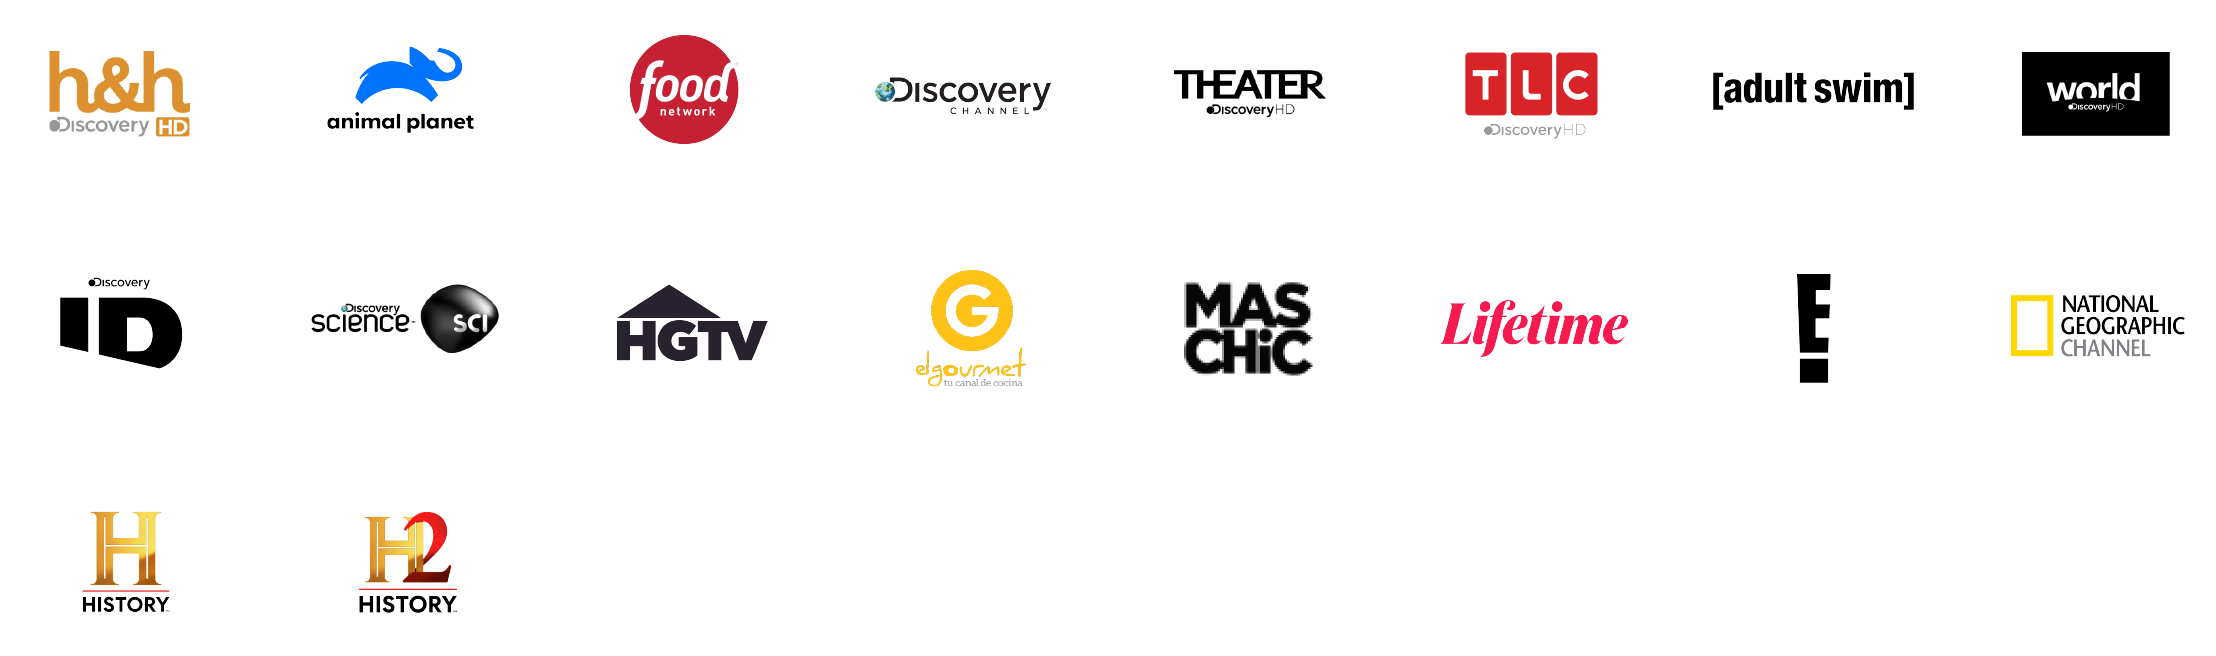 h&h
Discovery HD
animal planet
food
network
Discovery
CHANNEL
THEATER
Discovery HD
TLC
Discovery HD
[adult swim]
world
Discovery HD
Discovery
ID
Discovery
science
SCI
HGTV
G
elgourmet
tu canal de cocina
MAS
CHiC
Lifetime
E!
NATIONAL
GEOGRAPHIC
CHANNEL
H
HISTORY
H2
HISTORY